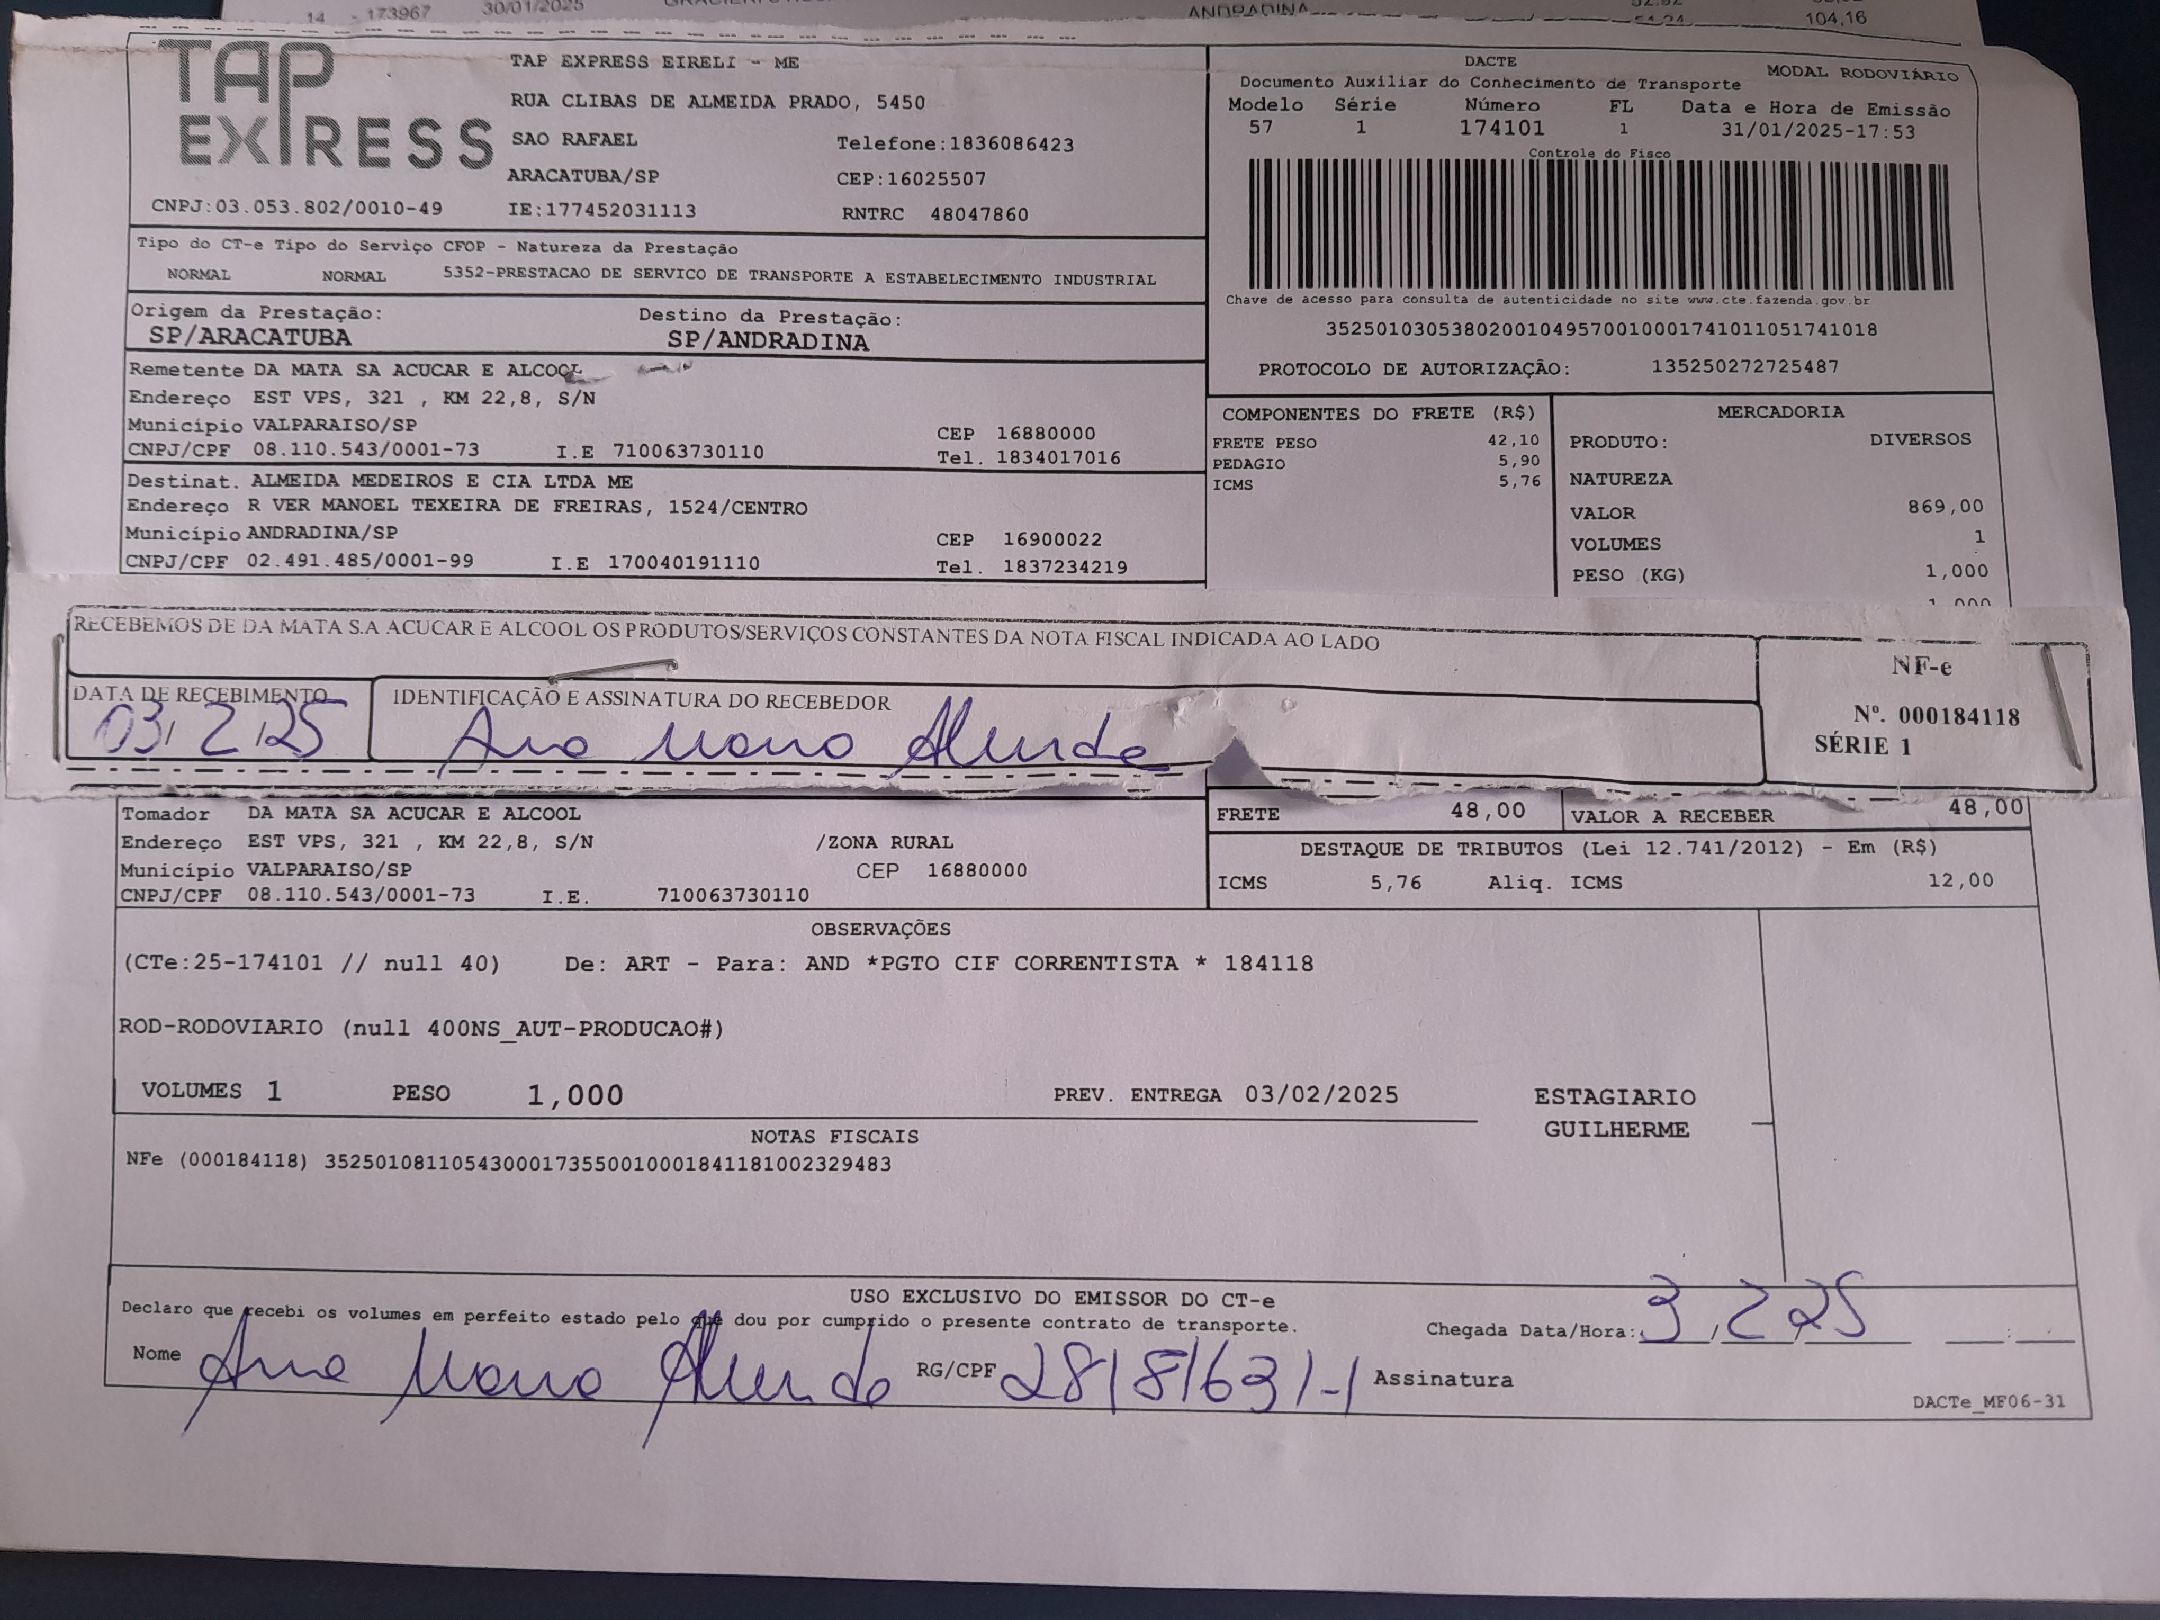 14 - 173967 30/01/2025
ANDRADINA
104,16
TAP EXPRESS
TAP EXPRESS EIRELI - ME
RUA CLIBAS DE ALMEIDA PRADO, 5450
SAO RAFAEL Telefone:1836086423
ARACATUBA/SP CEP:16025507
CNPJ:03.053.802/0010-49 IE:177452031113 RNTRC 48047860
DACTE
Documento Auxiliar do Conhecimento de Transporte MODAL RODOVIÁRIO
Modelo Série Número FL Data e Hora de Emissão
57 1 174101 1 31/01/2025-17:53
Controle do Fisco
Chave de acesso para consulta de autenticidade no site www.cte.fazenda.gov.br
35250103053802001049570010001741011051741018
PROTOCOLO DE AUTORIZAÇÃO: 135250272725487
Tipo do CT-e Tipo do Serviço CFOP - Natureza da Prestação
NORMAL NORMAL 5352-PRESTACAO DE SERVICO DE TRANSPORTE A ESTABELECIMENTO INDUSTRIAL
Origem da Prestação: Destino da Prestação:
SP/ARACATUBA SP/ANDRADINA
Remetente DA MATA SA ACUCAR E ALCOOL
Endereço EST VPS, 321 , KM 22,8, S/N
Município VALPARAISO/SP CEP 16880000
CNPJ/CPF 08.110.543/0001-73 I.E 710063730110 Tel. 1834017016
Destinat. ALMEIDA MEDEIROS E CIA LTDA ME
Endereço R VER MANOEL TEXEIRA DE FREIRAS, 1524/CENTRO
Município ANDRADINA/SP CEP 16900022
CNPJ/CPF 02.491.485/0001-99 I.E 170040191110 Tel. 1837234219
COMPONENTES DO FRETE (R$)
FRETE PESO 42,10
PEDAGIO 5,90
ICMS 5,76
MERCADORIA
PRODUTO: DIVERSOS
NATUREZA
VALOR 869,00
VOLUMES 1
PESO (KG) 1,000
1,000
RECEBEMOS DE DA MATA S.A ACUCAR E ALCOOL OS PRODUTOS/SERVIÇOS CONSTANTES DA NOTA FISCAL INDICADA AO LADO
DATA DE RECEBIMENTO IDENTIFICAÇÃO E ASSINATURA DO RECEBEDOR
03, 2, 25 Ana Maria Almeida
NF-e
Nº. 000184118
SÉRIE 1
Tomador DA MATA SA ACUCAR E ALCOOL
Endereço EST VPS, 321 , KM 22,8, S/N /ZONA RURAL
Município VALPARAISO/SP CEP 16880000
CNPJ/CPF 08.110.543/0001-73 I.E. 710063730110
FRETE 48,00 VALOR A RECEBER 48,00
DESTAQUE DE TRIBUTOS (Lei 12.741/2012) - Em (R$)
ICMS 5,76 Aliq. ICMS 12,00
OBSERVAÇÕES
(CTe:25-174101 // null 40) De: ART - Para: AND *PGTO CIF CORRENTISTA * 184118
ROD-RODOVIARIO (null 400NS_AUT-PRODUCAO#)
VOLUMES 1 PESO 1,000 PREV. ENTREGA 03/02/2025 ESTAGIARIO
GUILHERME
NOTAS FISCAIS
NFe (000184118) 35250108110543000173550010001841181002329483
USO EXCLUSIVO DO EMISSOR DO CT-e
Declaro que recebi os volumes em perfeito estado pelo que dou por cumprido o presente contrato de transporte.
Chegada Data/Hora: 3 / 2 / 25 :
Nome Ana Maria Almeida RG/CPF 28181631-1 Assinatura
DACTe_MF06-31